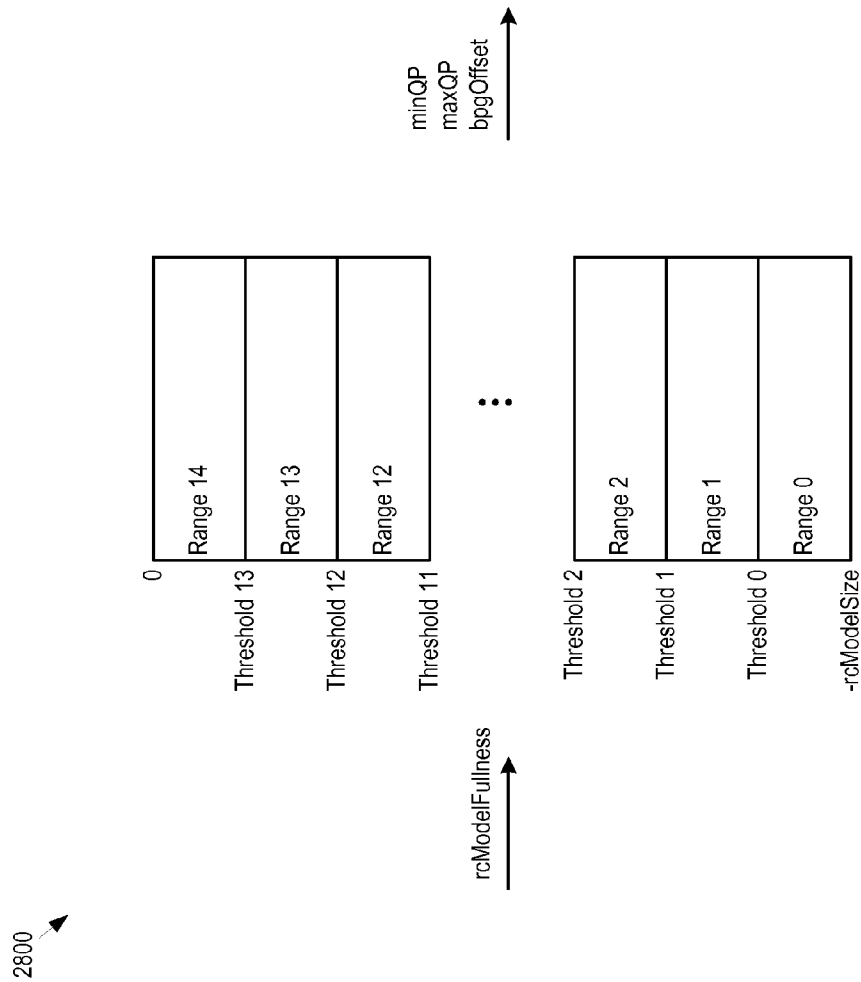 2800
rcModelFullness
0
Threshold 13
Threshold 12
Threshold 11
Threshold 2
Threshold 1
Threshold 0
-rcModelSize
Range 14
Range 13
Range 12
...
Range 2
Range 1
Range 0
minQP
maxQP
bpgOffset